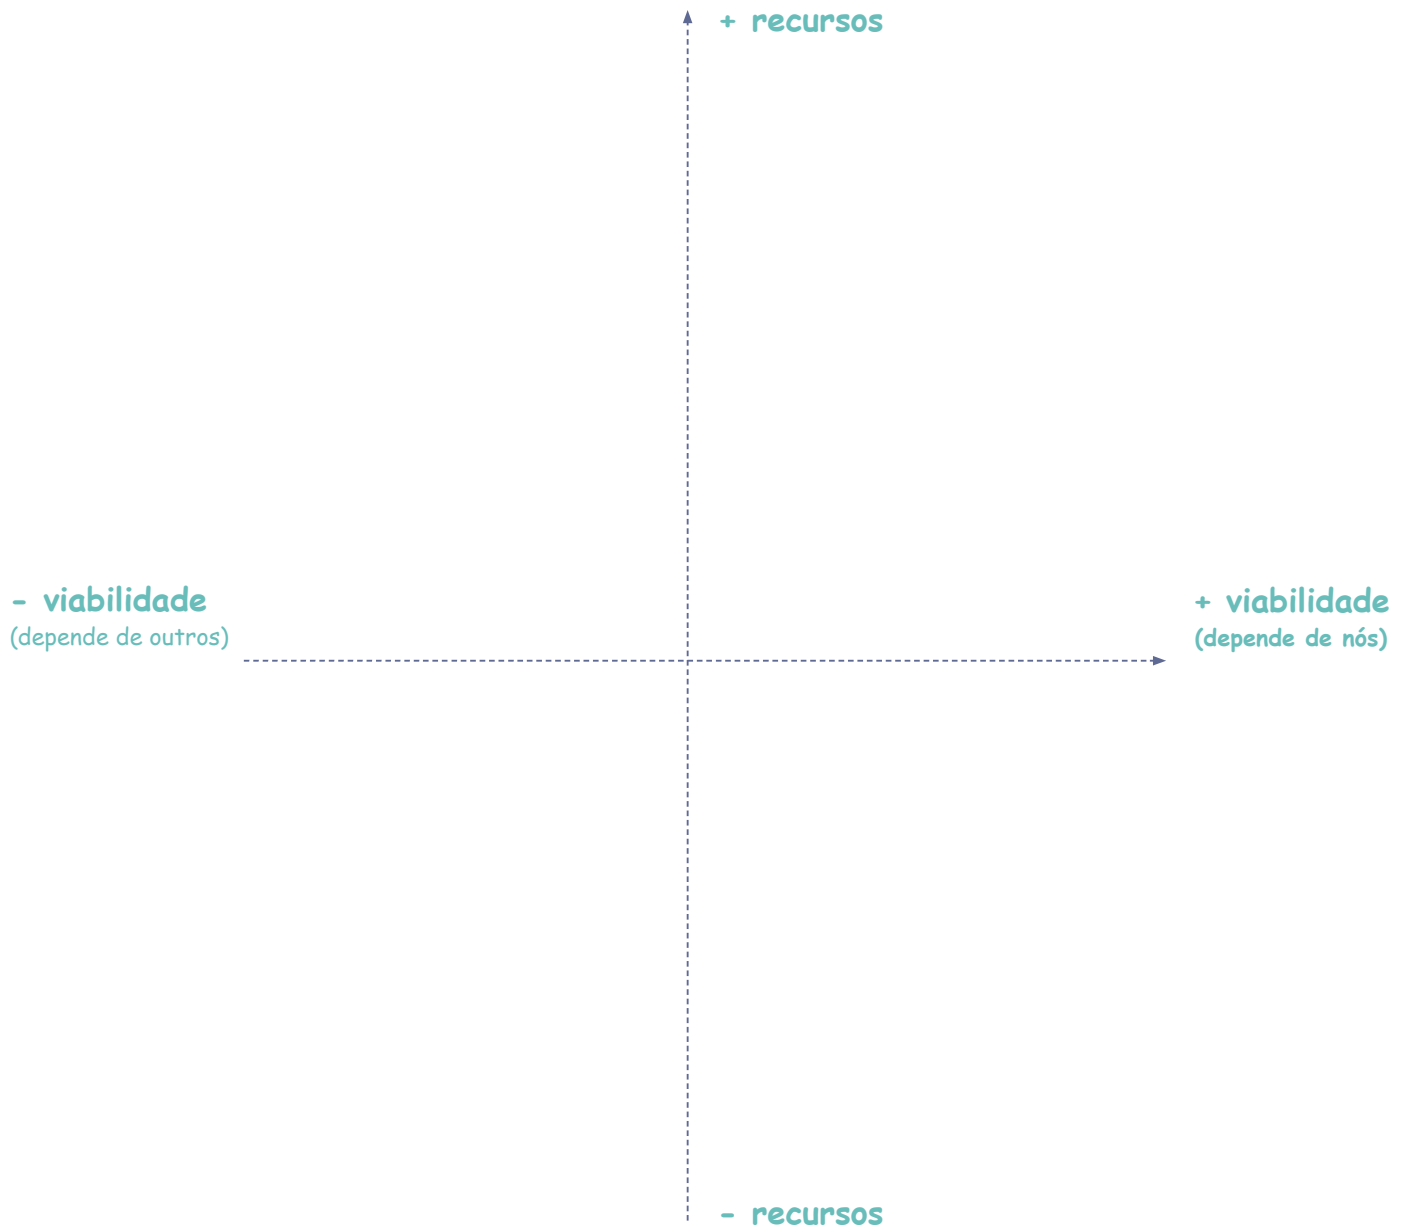 + recursos
- viabilidade
(depende de outros)
+ viabilidade
(depende de nós)
- recursos